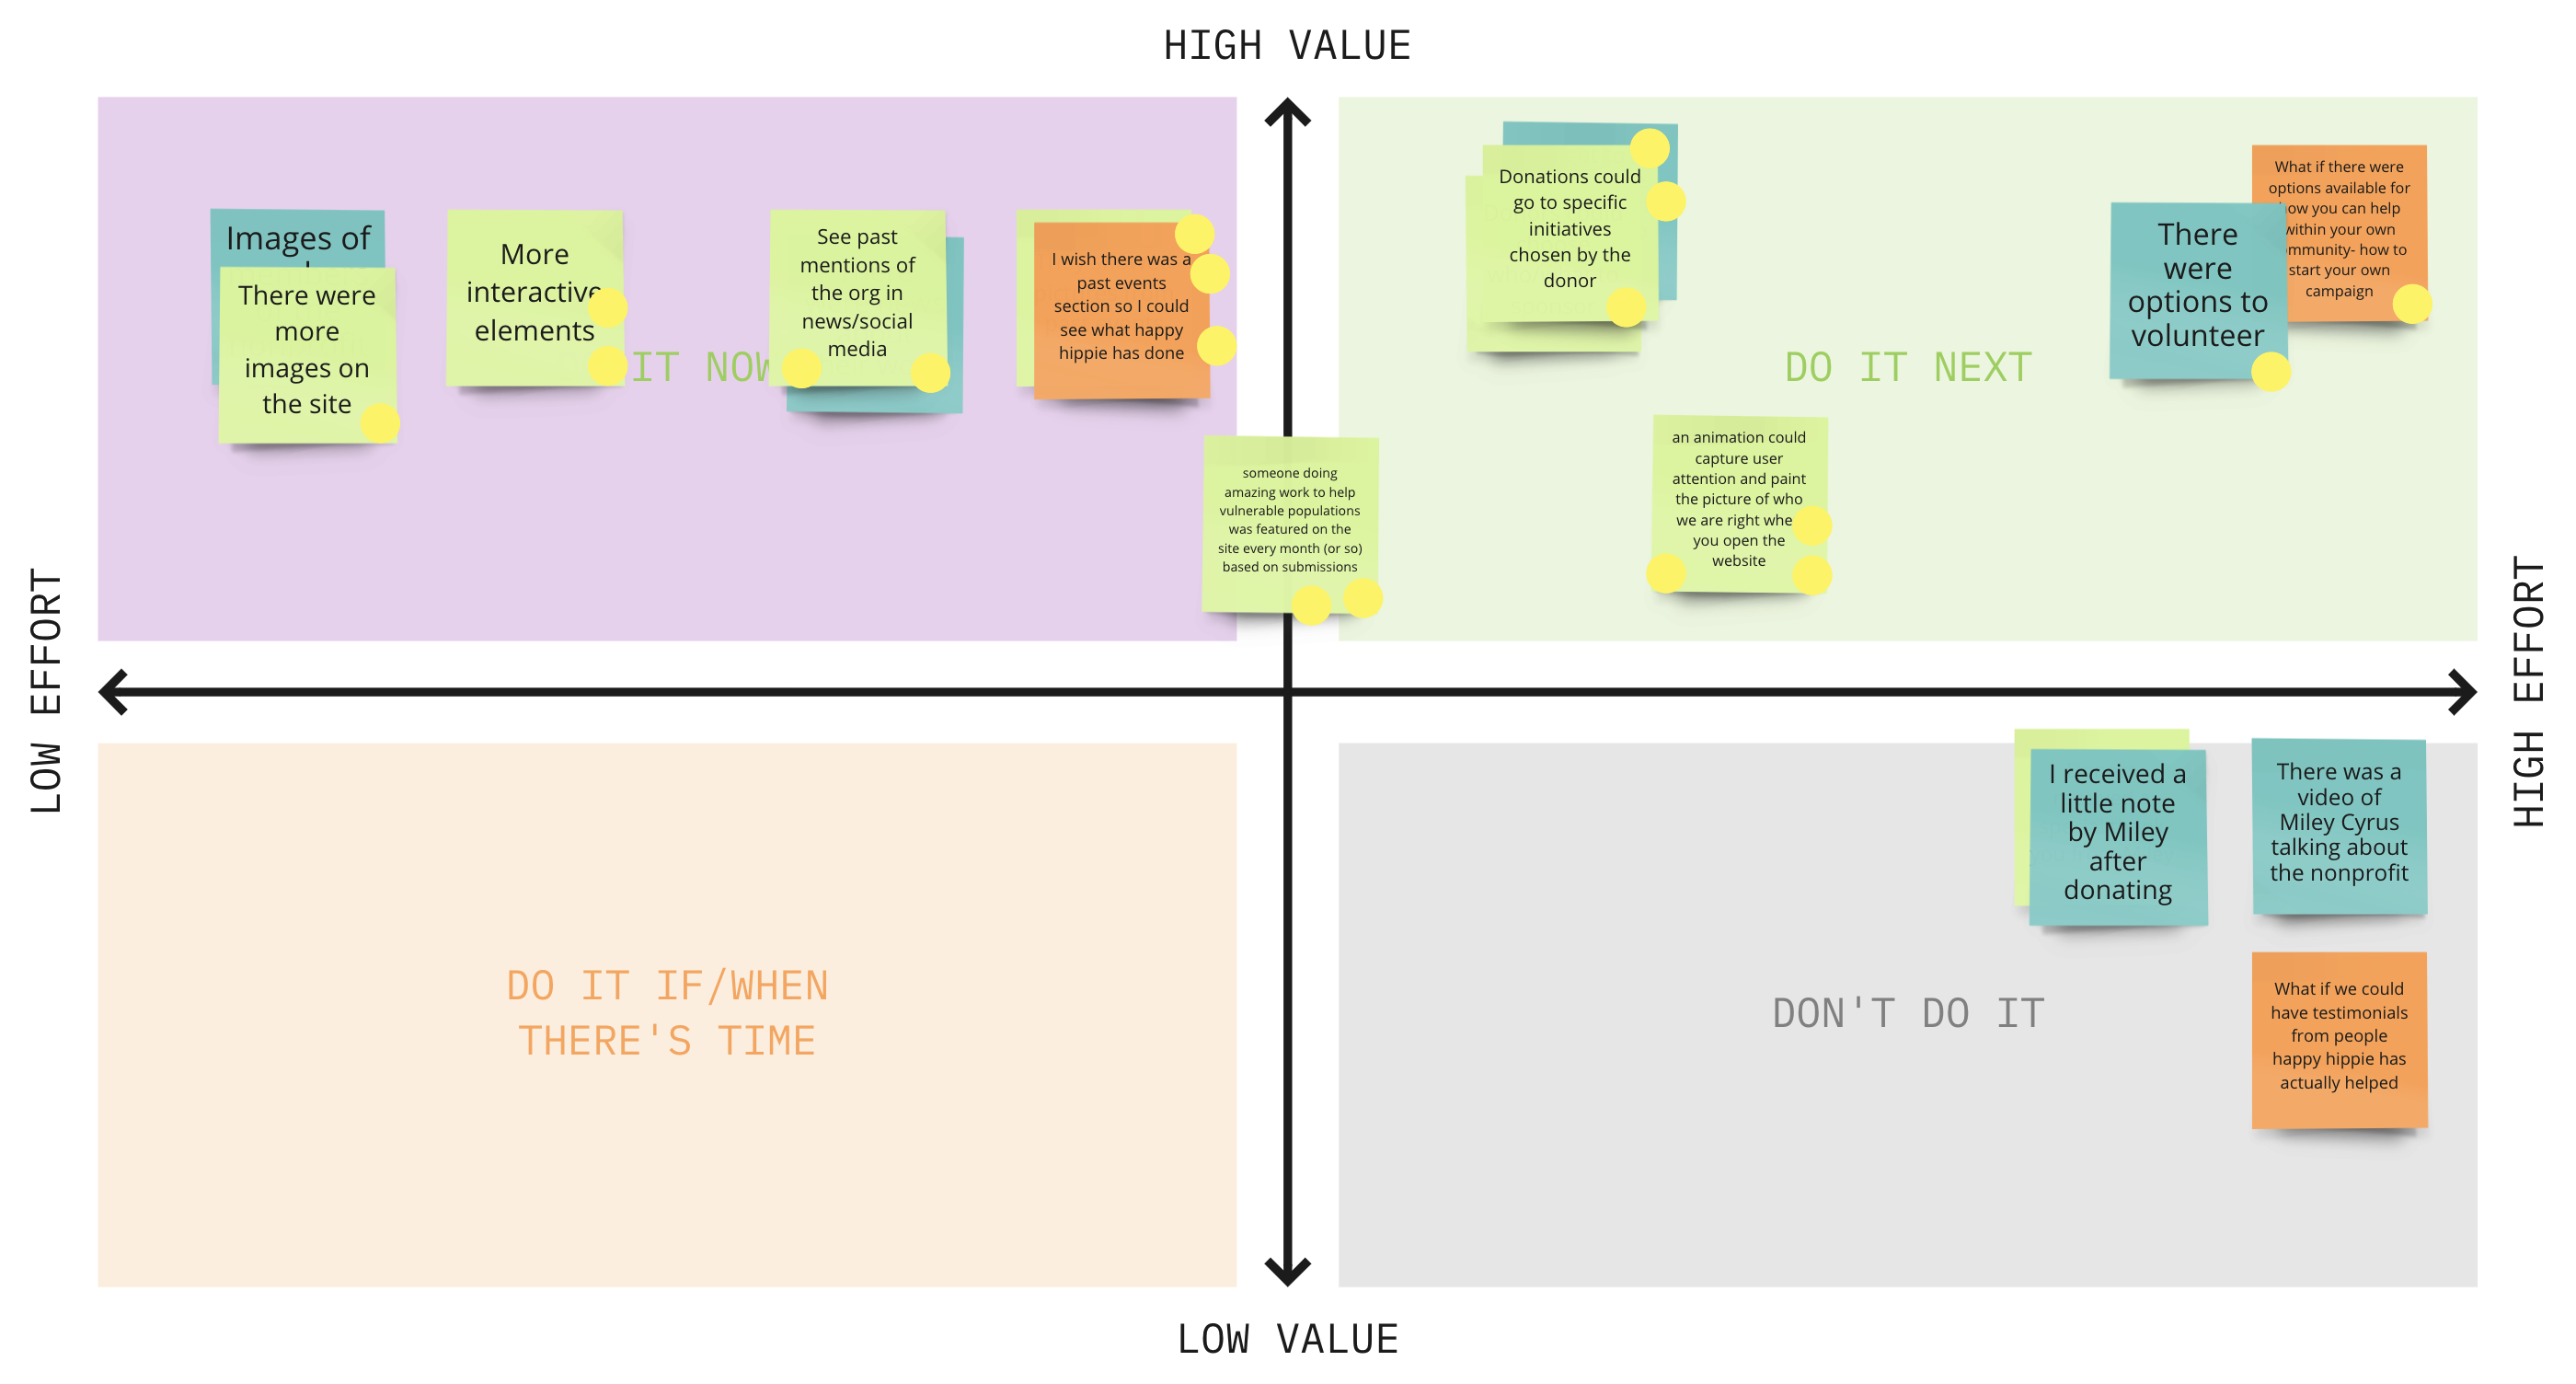 HIGH VALUE
Images of
There were
more
images on
the site
More
interactive
elements
IT NOW
See past
mentions of
the org in
news/social
media
I wish there was a
past events
section so I could
see what happy
hippie has done
someone doing
amazing work to help
vulnerable populations
was featured on the
site every month (or so)
based on submissions
Donations could
go to specific
initiatives
chosen by the
donor
DO IT NEXT
an animation could
capture user
attention and paint
the picture of who
we are right when
you open the
website
There
were
options to
volunteer
What if there were
options available for
how you can help
within your own
community- how to
start your own
campaign
LOW EFFORT
HIGH EFFORT
DO IT IF/WHEN
THERE'S TIME
DON'T DO IT
I received a
little note
by Miley
after
donating
There was a
video of
Miley Cyrus
talking about
the nonprofit
What if we could
have testimonials
from people
happy hippie has
actually helped
LOW VALUE